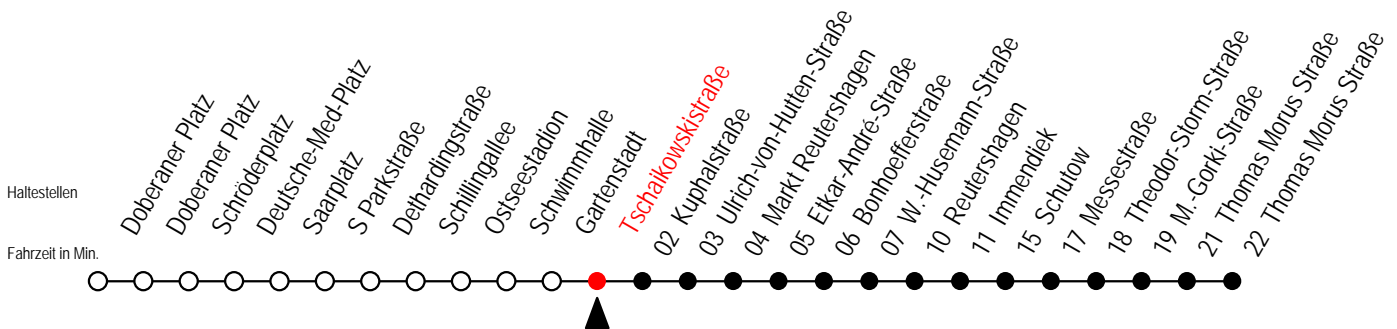 Haltestellen
Fahrzeit in Min.
Doberaner Platz
Doberaner Platz
Schröderplatz
Deutsche-Med-Platz
Saarplatz
S Parkstraße
Dethardingstraße
Schillingallee
Ostseestadion
Schwimmhalle
Gartenstadt
Tschaikowskistraße
02 Kuphalstraße
03 Ulrich-von-Hutten-Straße
04 Markt Reutershagen
05 Etkar-André-Straße
06 Bonhoefferstraße
07 W.-Husemann-Straße
10 Reutershagen
11 Immendiek
15 Schutow
17 Messestraße
18 Theodor-Storm-Straße
19 M.-Gorki-Straße
21 Thomas Morus Straße
22 Thomas Morus Straße